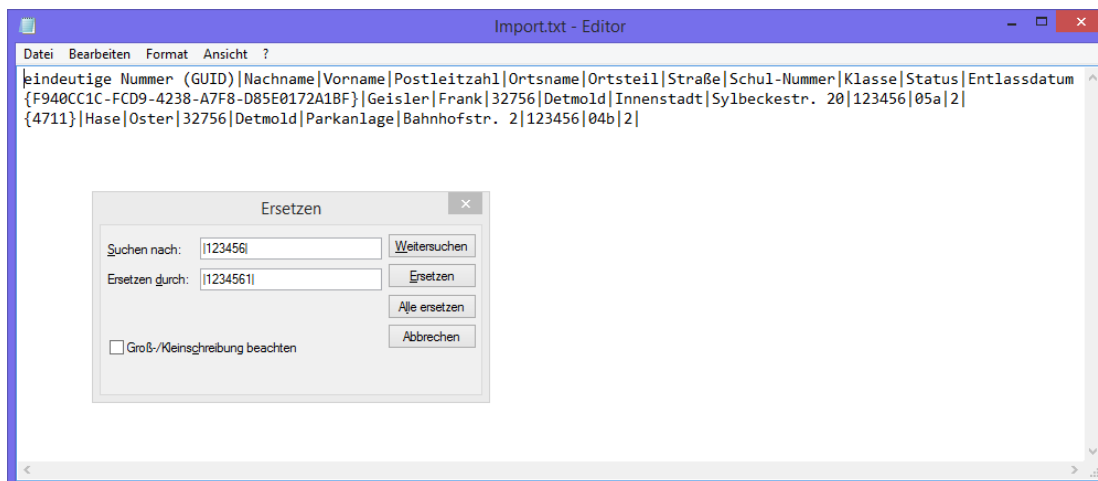 Import.txt - Editor
Datei Bearbeiten Format Ansicht ?
eindeutige Nummer (GUID)|Nachname|Vorname|Postleitzahl|Ortsname|Ortsteil|Straße|Schul-Nummer|Klasse|Status|Entlassdatum
{F940CC1C-FCD9-4238-A7F8-D85E0172A1BF}|Geisler|Frank|32756|Detmold|Innenstadt|Sylbeckestr. 20|123456|05a|2|
{4711}|Hase|Oster|32756|Detmold|Parkanlage|Bahnhofstr. 2|123456|04b|2|
Ersetzen
Suchen nach: |123456| Weitersuchen
Ersetzen durch: |1234561| Ersetzen
Alle ersetzen
Abbrechen
Groß-/Kleinschreibung beachten